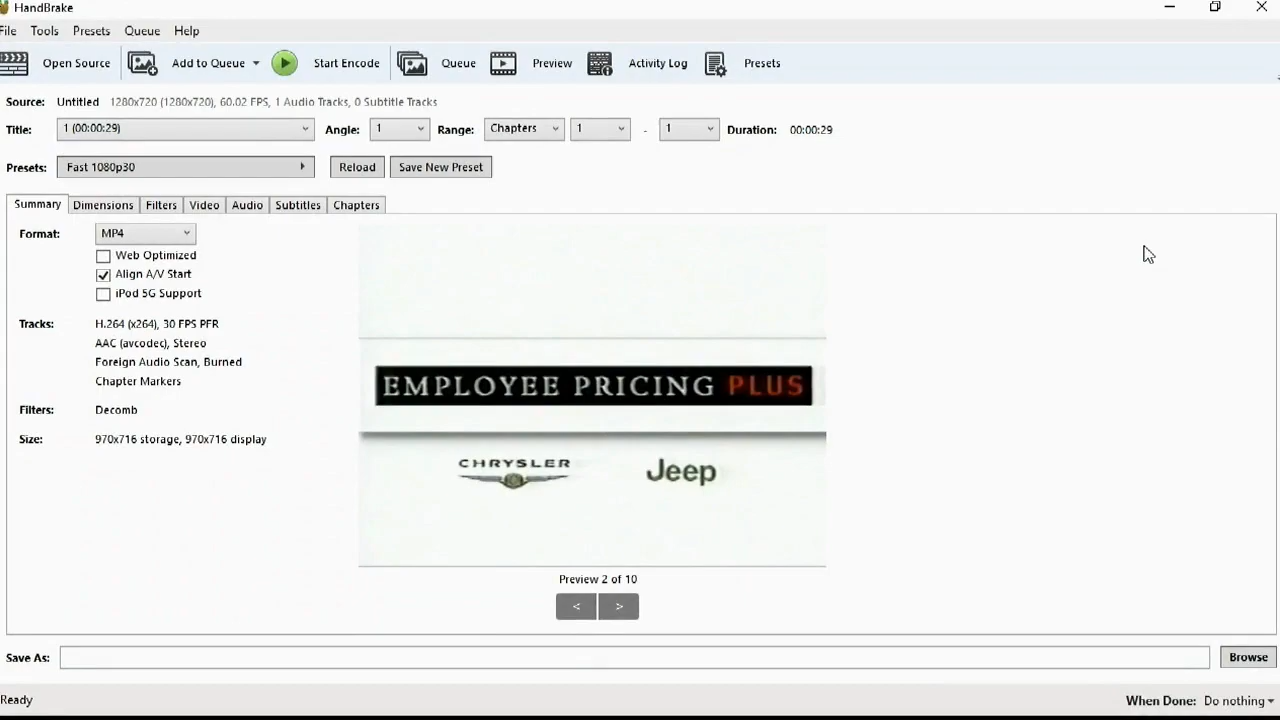 HandBrake
File Tools Presets Queue Help
Open Source Add to Queue Start Encode Queue Preview Activity Log Presets
Source: Untitled 1280x720 (1280x720), 60.02 FPS, 1 Audio Tracks, 0 Subtitle Tracks
Title: 1 (00:00:29) Angle: 1 Range: Chapters 1 - 1 Duration: 00:00:29
Presets: Fast 1080p30 Reload Save New Preset
Summary Dimensions Filters Video Audio Subtitles Chapters
Format: MP4
Web Optimized
Align A/V Start
iPod 5G Support
Tracks: H.264 (x264), 30 FPS PFR
AAC (avcodec), Stereo
Foreign Audio Scan, Burned
Chapter Markers
Filters: Decomb
Size: 970x716 storage, 970x716 display
EMPLOYEE PRICING PLUS
CHRYSLER Jeep
Preview 2 of 10
< >
Save As: Browse
Ready When Done: Do nothing